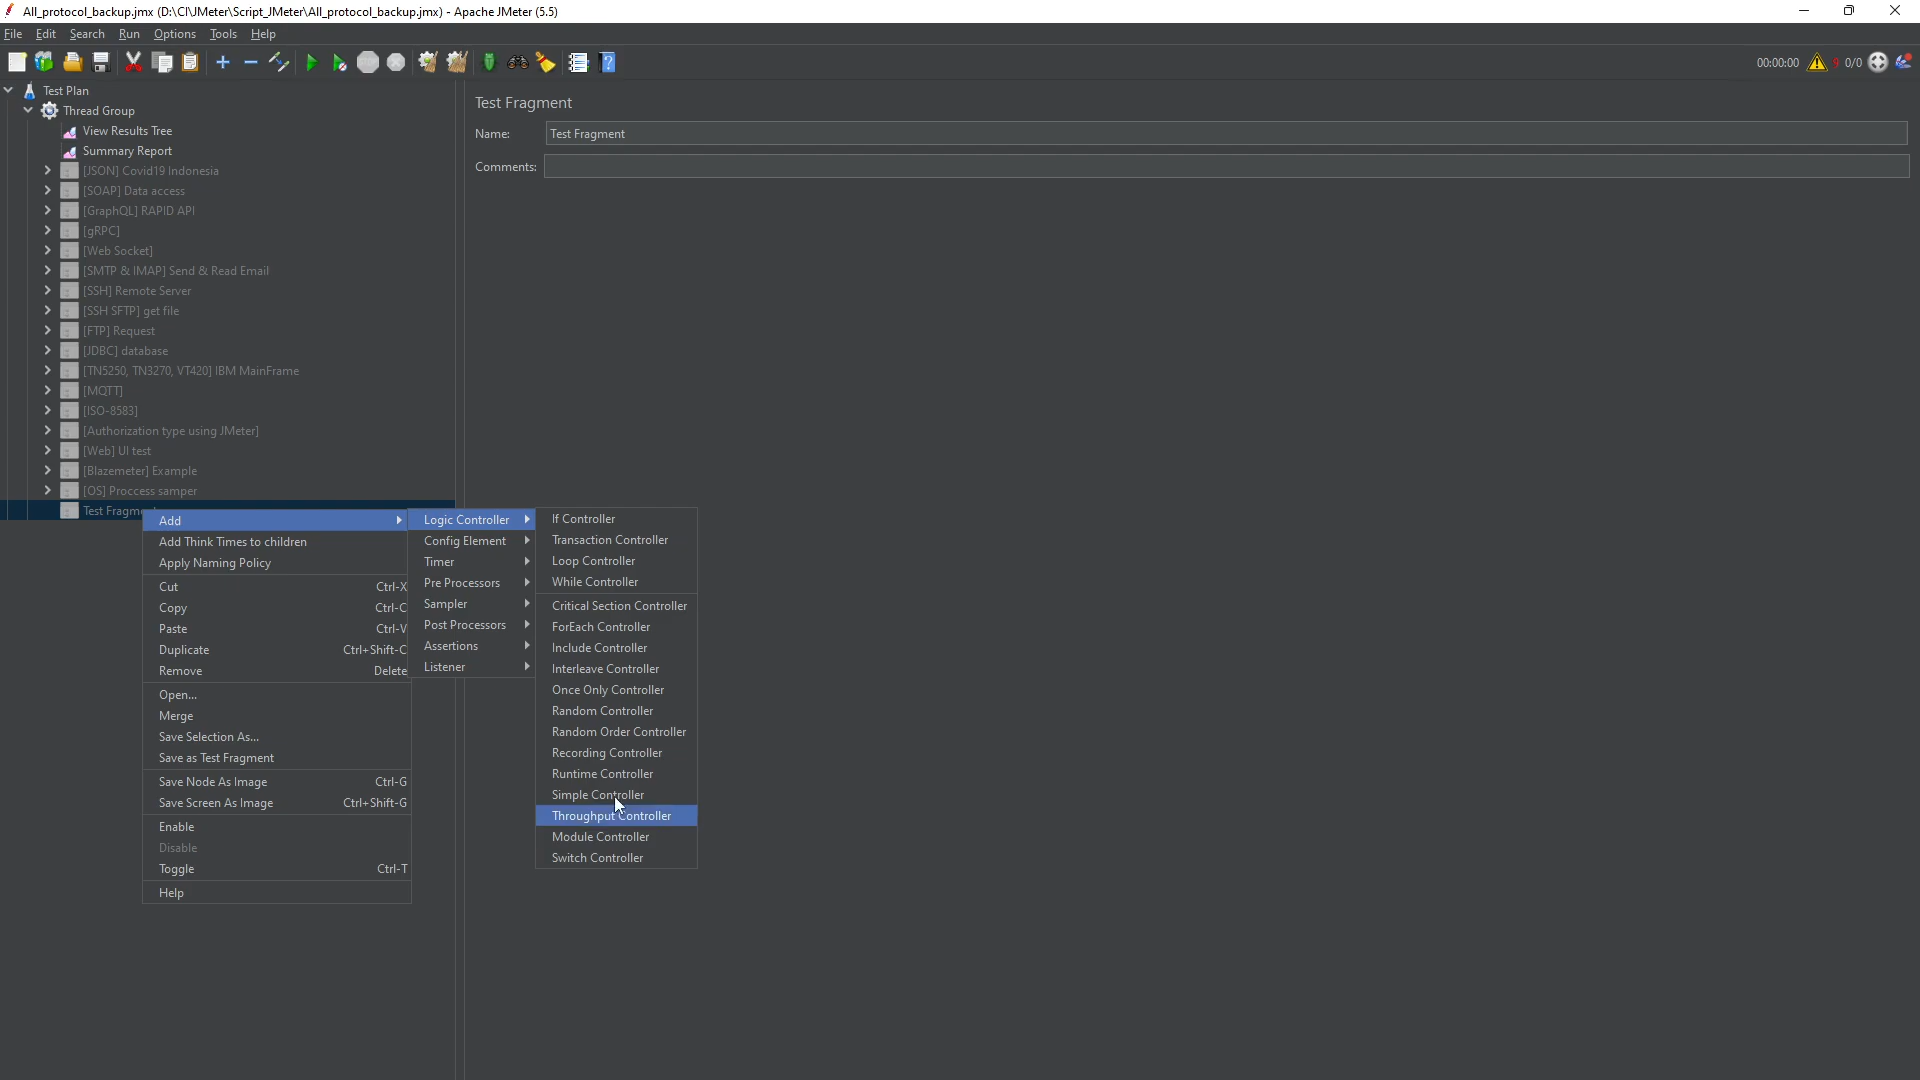 All_protocol_backup.jmx (D:\CI\JMeter\Script_JMeter\All_protocol_backup.jmx) - Apache JMeter (5.5)
File Edit Search Run Options Tools Help
00:00:00 9 0/0
Test Plan
Thread Group
View Results Tree
Summary Report
[JSON] Covid19 Indonesia
[SOAP] Data access
[GraphQL] RAPID API
[gRPC]
[Web Socket]
[SMTP & IMAP] Send & Read Email
[SSH] Remote Server
[SSH SFTP] get file
[FTP] Request
[JDBC] database
[TN5250, TN3270, VT420] IBM MainFrame
[MQTT]
[ISO-8583]
[Authorization type using JMeter]
[Web] UI test
[Blazemeter] Example
[OS] Proccess samper
Test Fragment
Test Fragment
Name: Test Fragment
Comments:
Add
Add Think Times to children
Apply Naming Policy
Cut Ctrl-X
Copy Ctrl-C
Paste Ctrl-V
Duplicate Ctrl+Shift-C
Remove Delete
Open...
Merge
Save Selection As...
Save as Test Fragment
Save Node As Image Ctrl-G
Save Screen As Image Ctrl+Shift-G
Enable
Disable
Toggle Ctrl-T
Help
Logic Controller
Config Element
Timer
Pre Processors
Sampler
Post Processors
Assertions
Listener
If Controller
Transaction Controller
Loop Controller
While Controller
Critical Section Controller
ForEach Controller
Include Controller
Interleave Controller
Once Only Controller
Random Controller
Random Order Controller
Recording Controller
Runtime Controller
Simple Controller
Throughput Controller
Module Controller
Switch Controller